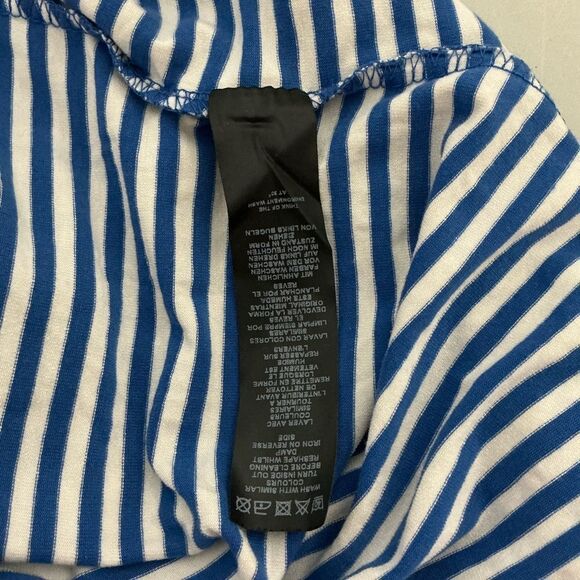 WASH WITH SIMILAR
COLOURS
TURN INSIDE OUT
BEFORE CLEANING
RESHAPE WHILST
DAMP
IRON ON REVERSE
SIDE
LAVER AVEC
COULEURS
SIMILAIRES
TOURNER A
L'INTERIEUR AVANT
REMETTRE EN FORME
LORSQUE LE
VETEMENT EST
HUMIDE
REPASSER SUR
L'ENVERS
LAVAR CON COLORES
SIMILARES
LIMPIAR SIEMPRE POR
EL REVES
DEVOLVER LA FORMA
ORIGINAL MIENTRAS
ESTE HUMEDA
PLANCHAR POR EL
REVES
MIT AHNLICHEN
FARBEN WASCHEN
VOR DEM WASCHEN
AUF LINKS DREHEN
IM NOCH FEUCHTEN
ZUSTAND IN FORM
ZIEHEN
VON LINKS BUGELN
THINK OF THE
ENVIRONMENT WASH
AT 30°